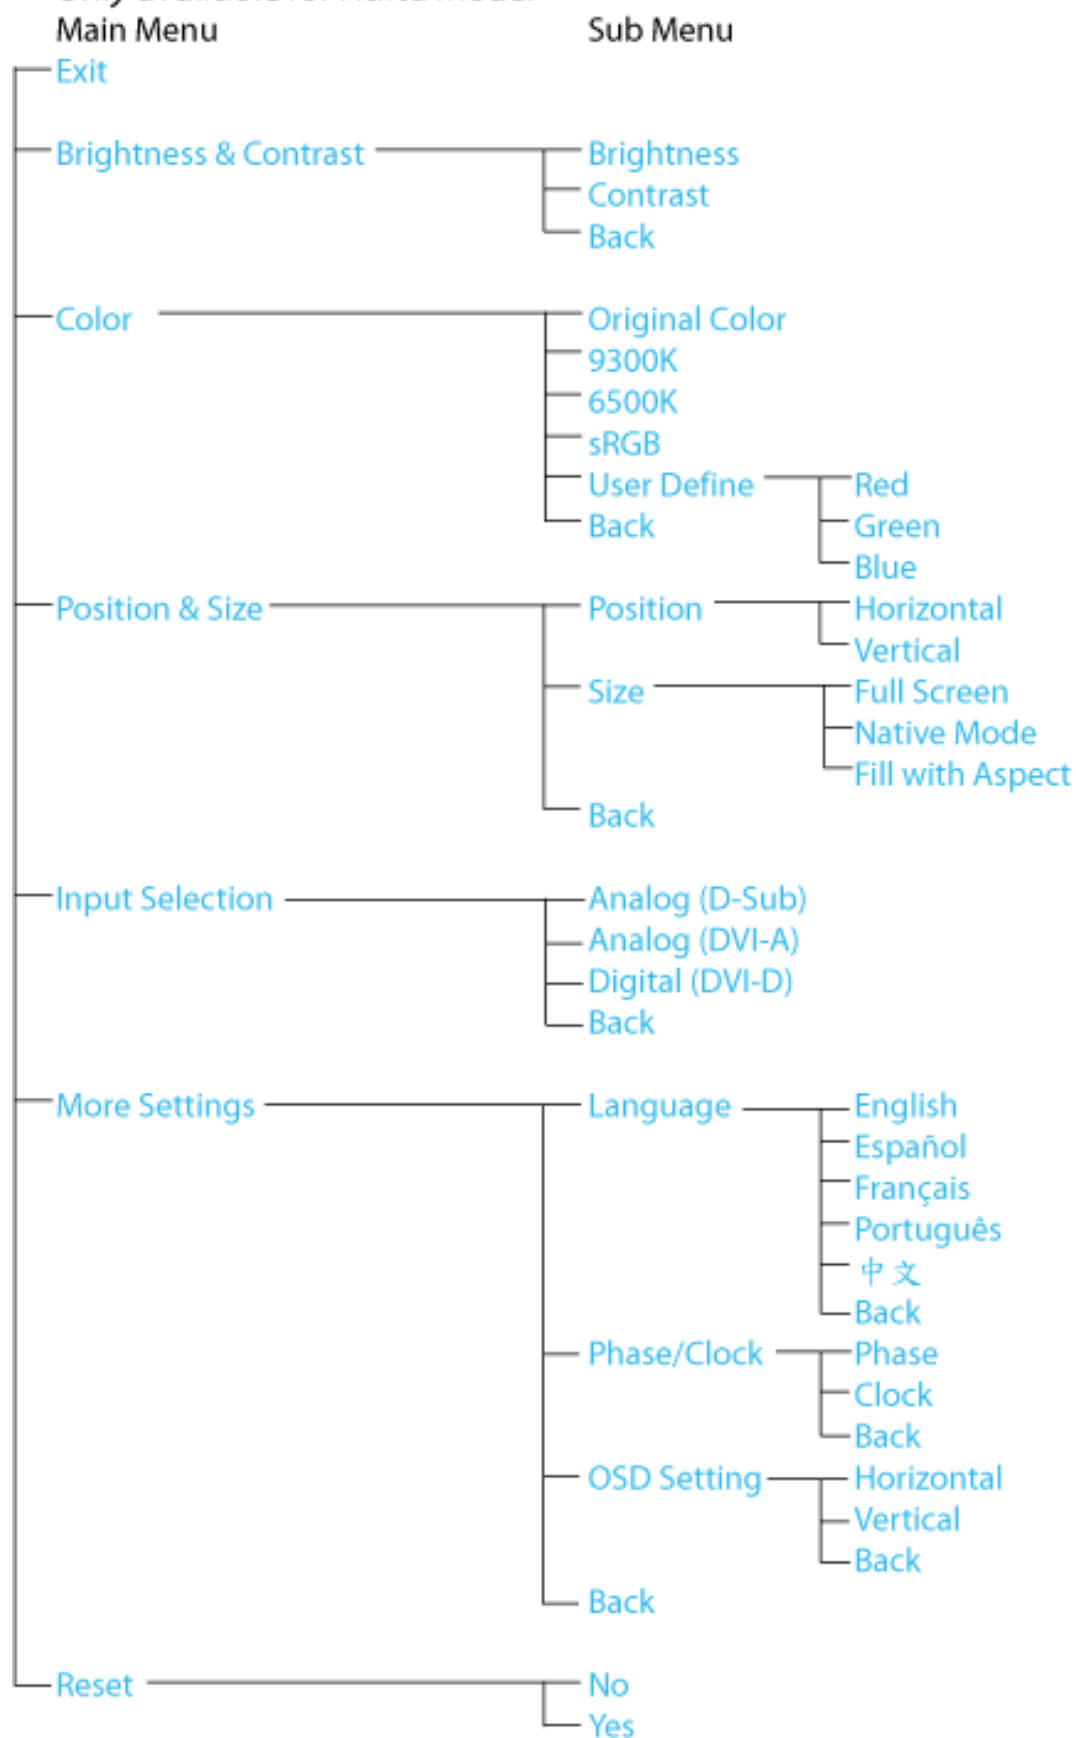 Main Menu Sub Menu
Exit
Brightness & Contrast Brightness
Contrast
Back
Color Original Color
9300K
6500K
sRGB
User Define Red
Back Green
Blue
Position & Size Position Horizontal
Vertical
Size Full Screen
Native Mode
Fill with Aspect
Back
Input Selection Analog (D-Sub)
Analog (DVI-A)
Digital (DVI-D)
Back
More Settings Language English
Español
Français
Português
中文
Back
Phase/Clock Phase
Clock
Back
OSD Setting Horizontal
Vertical
Back
Back
Reset No
Yes